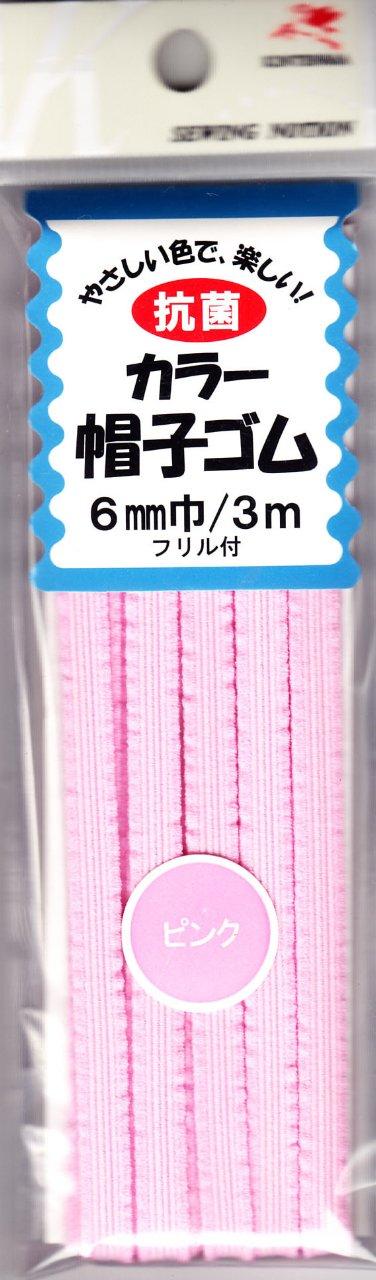 SEWING NOTION
やさしい色で、楽しい!
抗菌
カラー
帽子ゴム
6mm巾/3m
フリル付
ピンク